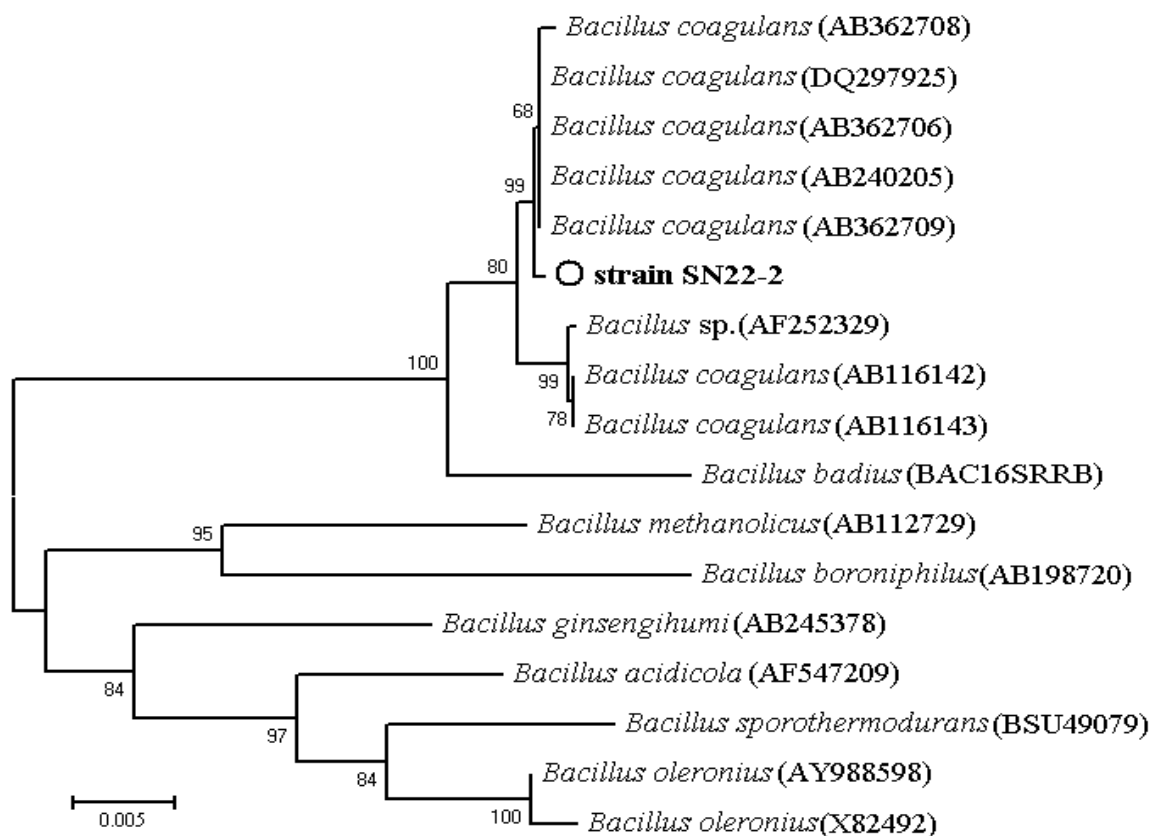 Bacillus coagulans (AB362708)
Bacillus coagulans (DQ297925)
68
Bacillus coagulans (AB362706)
Bacillus coagulans (AB240205)
99
Bacillus coagulans (AB362709)
80
strain SN22-2
Bacillus sp.(AF252329)
100
Bacillus coagulans (AB116142)
99
Bacillus coagulans (AB116143)
78
Bacillus badius (BAC16SRRB)
Bacillus methanolicus (AB112729)
95
Bacillus boroniphilus (AB198720)
Bacillus ginsengihumi (AB245378)
Bacillus acidicola (AF547209)
84
Bacillus sporothermodurans (BSU49079)
97
Bacillus oleronius (AY988598)
84
Bacillus oleronius (X82492)
100
0.005